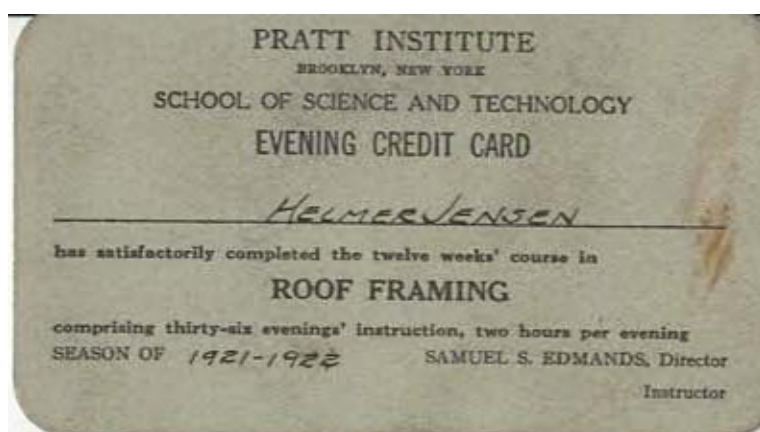 PRATT INSTITUTE
BROOKLYN, NEW YORK
SCHOOL OF SCIENCE AND TECHNOLOGY
EVENING CREDIT CARD
HELMER JENSEN
has satisfactorily completed the twelve weeks' course in
ROOF FRAMING
comprising thirty-six evenings' instruction, two hours per evening
SEASON OF 1921-1922 SAMUEL S. EDMANDS, Director
Instructor